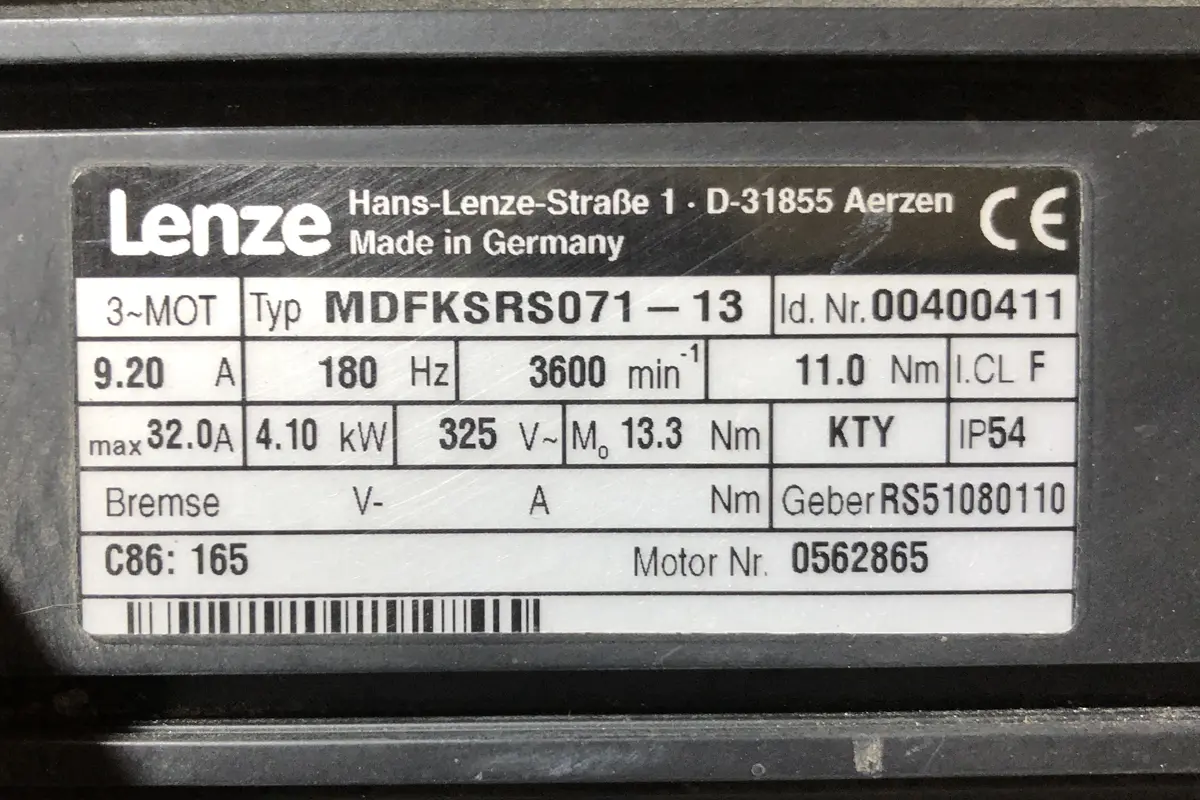 Lenze
Hans-Lenze-Straße 1 · D-31855 Aerzen
Made in Germany
CE
3~MOT Typ MDFKSRS071-13 Id. Nr. 00400411
9.20 A 180 Hz 3600 min⁻¹ 11.0 Nm I.CL F
max 32.0A 4.10 kW 325 V~ M₀ 13.3 Nm KTY IP54
Bremse V- A Nm Geber RS51080110
C86: 165 Motor Nr. 0562865